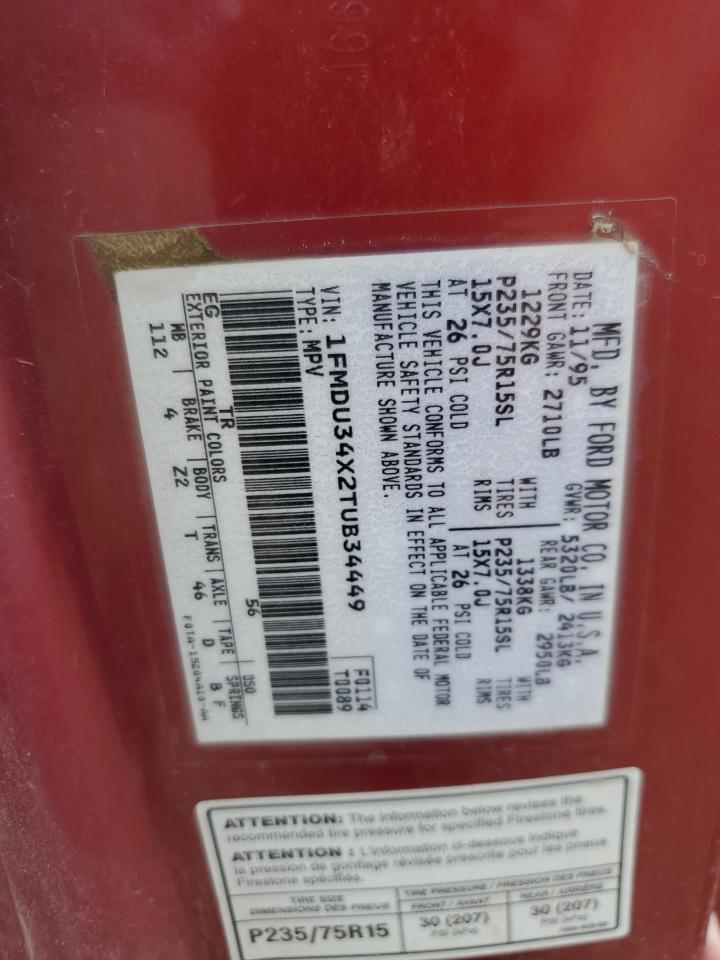 MFD. BY FORD MOTOR CO. IN U.S.A.
DATE: 11/95 GVWR: 5320LB/ 2413KG
FRONT GAWR: 2710LB REAR GAWR: 2950LB
1229KG WITH 1338KG WITH
P235/75R15SL TIRES P235/75R15SL TIRES
15X7.0J RIMS 15X7.0J RIMS
AT 26 PSI COLD AT 26 PSI COLD
THIS VEHICLE CONFORMS TO ALL APPLICABLE FEDERAL MOTOR
VEHICLE SAFETY STANDARDS IN EFFECT ON THE DATE OF
MANUFACTURE SHOWN ABOVE.
VIN: 1FMDU34X2TUB34449 F0114
TYPE: MPV T0089
EG TR 56 DSO
EXTERIOR PAINT COLORS
WB BRAKE BODY TRANS AXLE TAPE SPRINGS
112 4 Z2 T 46 D B F
ATTENTION: The information below revises the
recommended tire pressure for specified Firestone tires.
ATTENTION : L'information ci-dessous indique
la pression de gonflage révisée prescrite pour les pneus
Firestone spécifiés.
TIRE SIZE TIRE PRESSURE / PRESSION DES PNEUS
DIMENSIONS DES PNEUS FRONT / AVANT REAR / ARRIÈRE
P235/75R15 30 (207) 30 (207)
PSI (kPa) PSI (kPa)